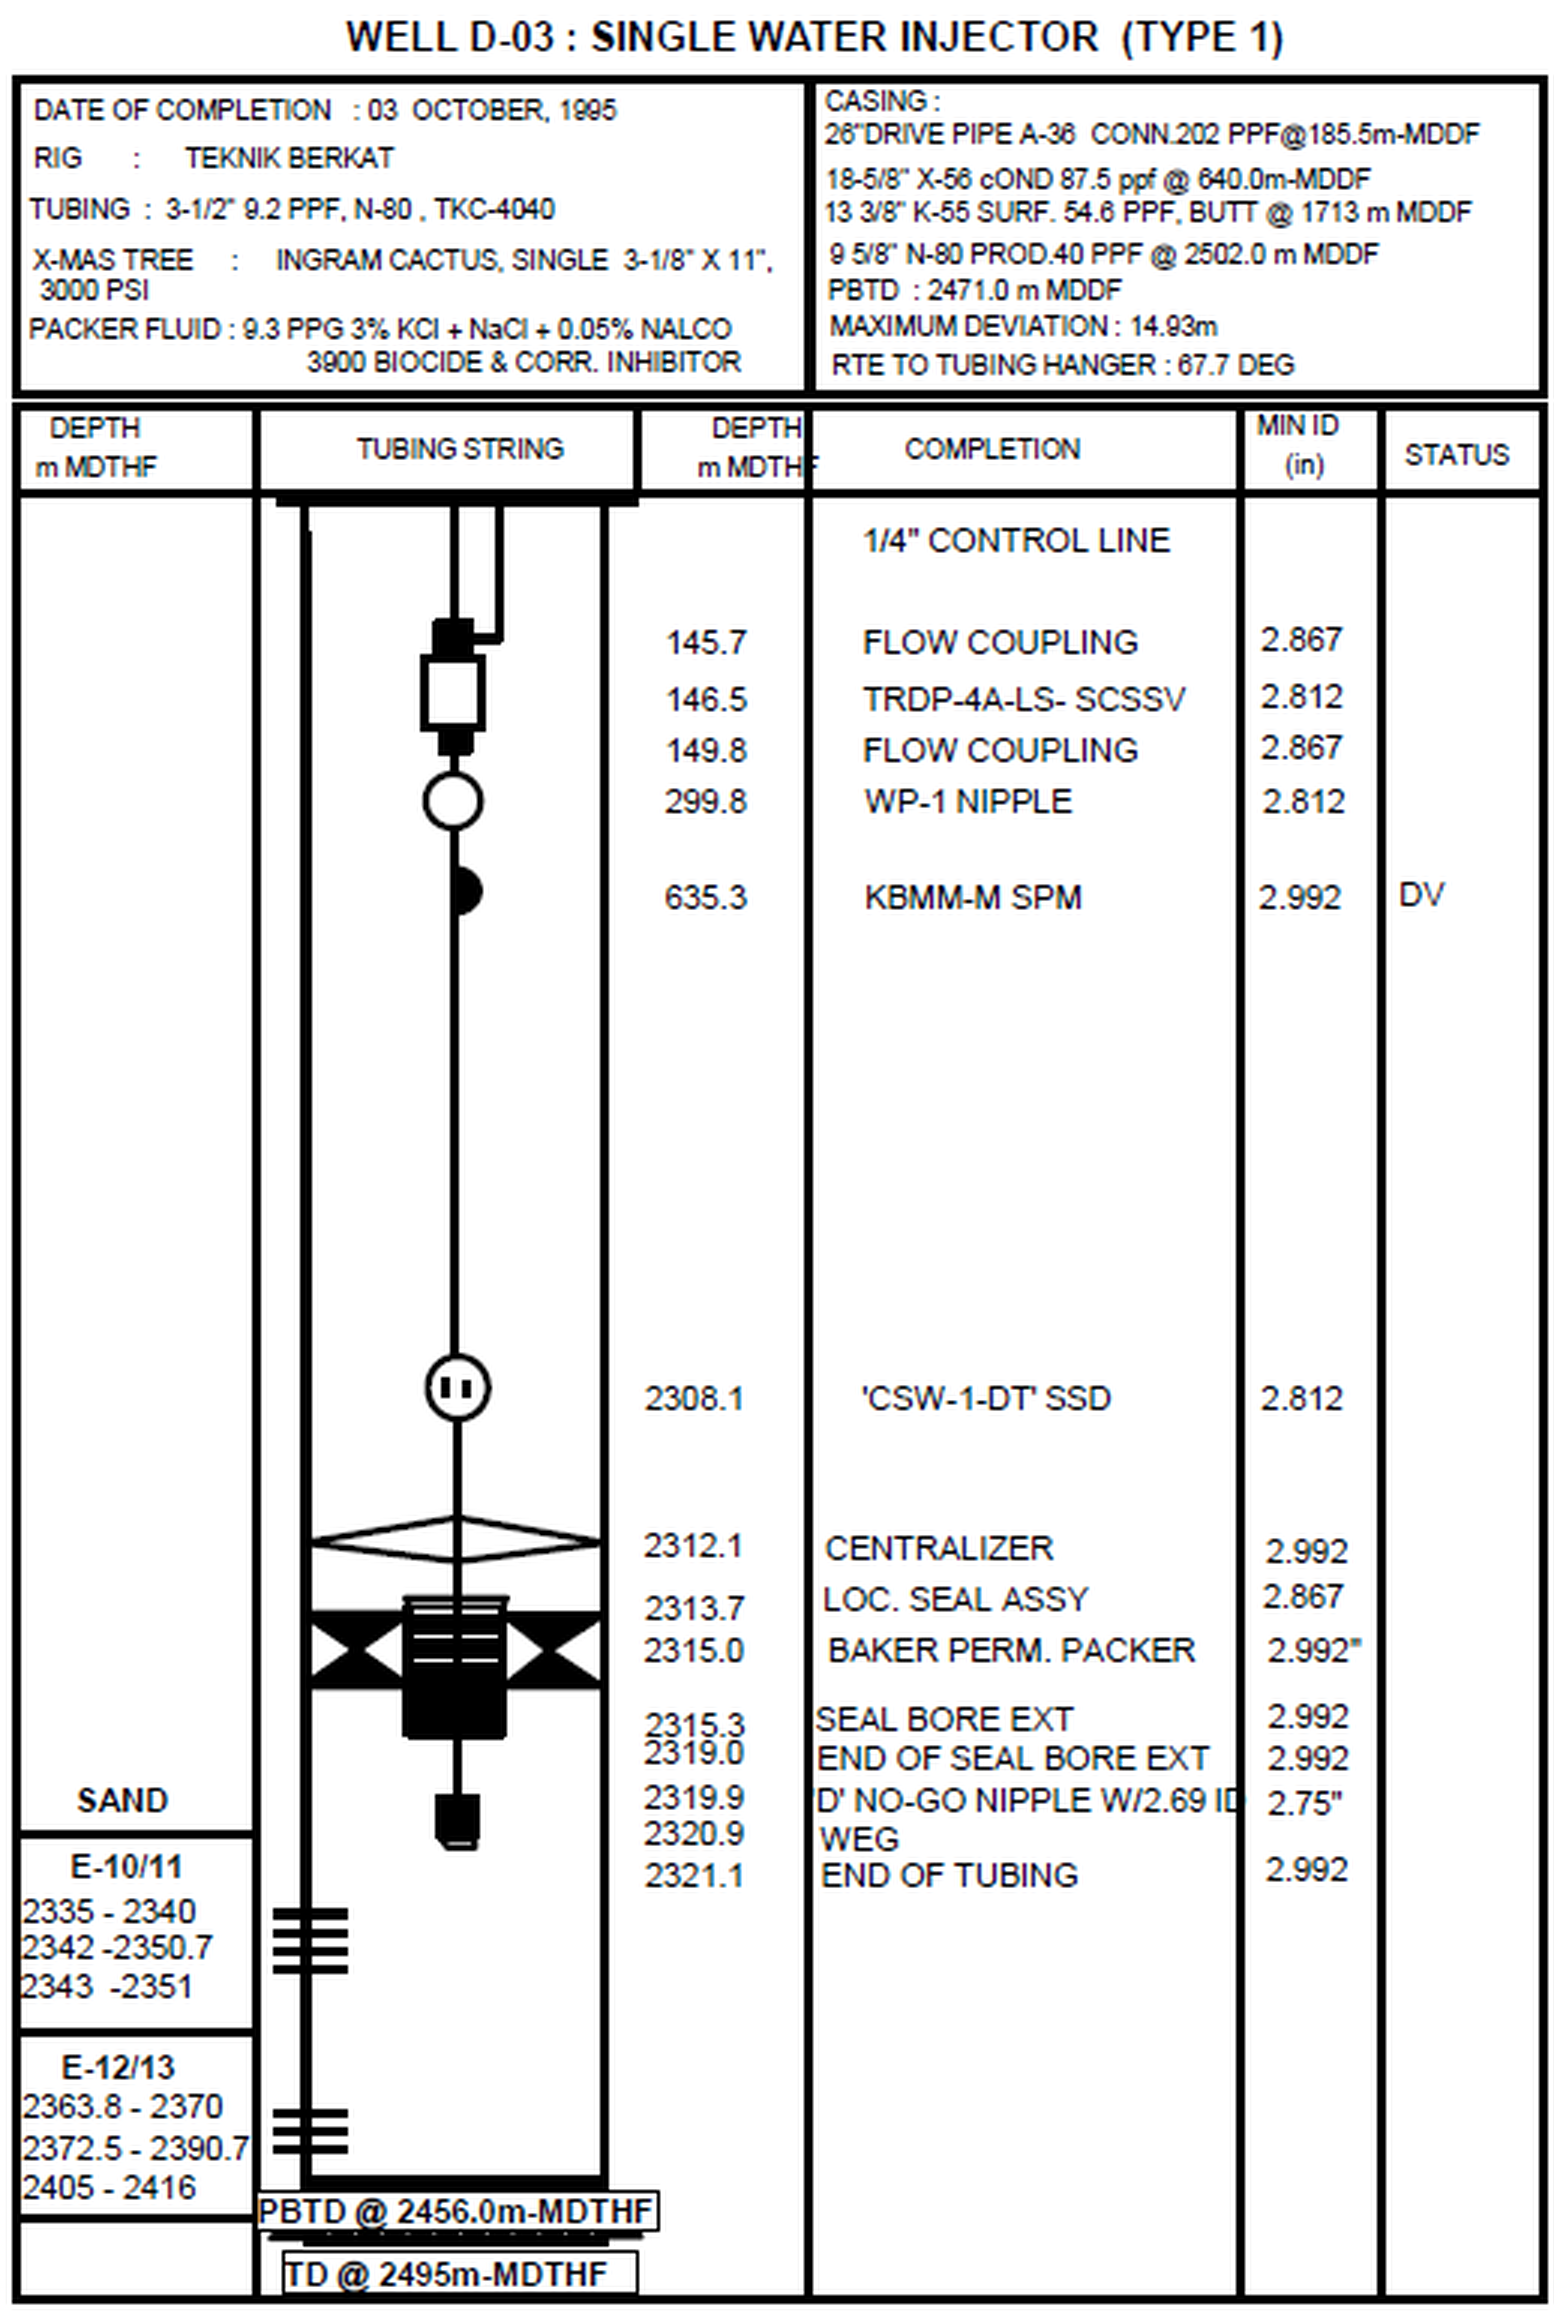 WELL D-03 : SINGLE WATER INJECTOR (TYPE 1)
DATE OF COMPLETION : 03 OCTOBER, 1995
RIG : TEKNIK BERKAT
TUBING : 3-1/2" 9.2 PPF, N-80 , TKC-4040
X-MAS TREE : INGRAM CACTUS, SINGLE 3-1/8" X 11",
3000 PSI
PACKER FLUID : 9.3 PPG 3% KCl + NaCl + 0.05% NALCO
3900 BIOCIDE & CORR. INHIBITOR
CASING :
26"DRIVE PIPE A-36 CONN.202 PPF@185.5m-MDDF
18-5/8" X-56 cOND 87.5 ppf @ 640.0m-MDDF
13 3/8" K-55 SURF. 54.6 PPF, BUTT @ 1713 m MDDF
9 5/8" N-80 PROD.40 PPF @ 2502.0 m MDDF
PBTD : 2471.0 m MDDF
MAXIMUM DEVIATION : 14.93m
RTE TO TUBING HANGER : 67.7 DEG
DEPTH
m MDTHF
TUBING STRING
DEPTH
m MDTHF
COMPLETION
MIN ID
(in)
STATUS
1/4" CONTROL LINE
145.7 FLOW COUPLING 2.867
146.5 TRDP-4A-LS- SCSSV 2.812
149.8 FLOW COUPLING 2.867
299.8 WP-1 NIPPLE 2.812
635.3 KBMM-M SPM 2.992 DV
2308.1 'CSW-1-DT' SSD 2.812
2312.1 CENTRALIZER 2.992
2313.7 LOC. SEAL ASSY 2.867
2315.0 BAKER PERM. PACKER 2.992"
2315.3 SEAL BORE EXT 2.992
2319.0 END OF SEAL BORE EXT 2.992
2319.9 'D' NO-GO NIPPLE W/2.69 ID 2.75"
2320.9 WEG
2321.1 END OF TUBING 2.992
SAND
E-10/11
2335 - 2340
2342 -2350.7
2343 -2351
E-12/13
2363.8 - 2370
2372.5 - 2390.7
2405 - 2416
PBTD @ 2456.0m-MDTHF
TD @ 2495m-MDTHF